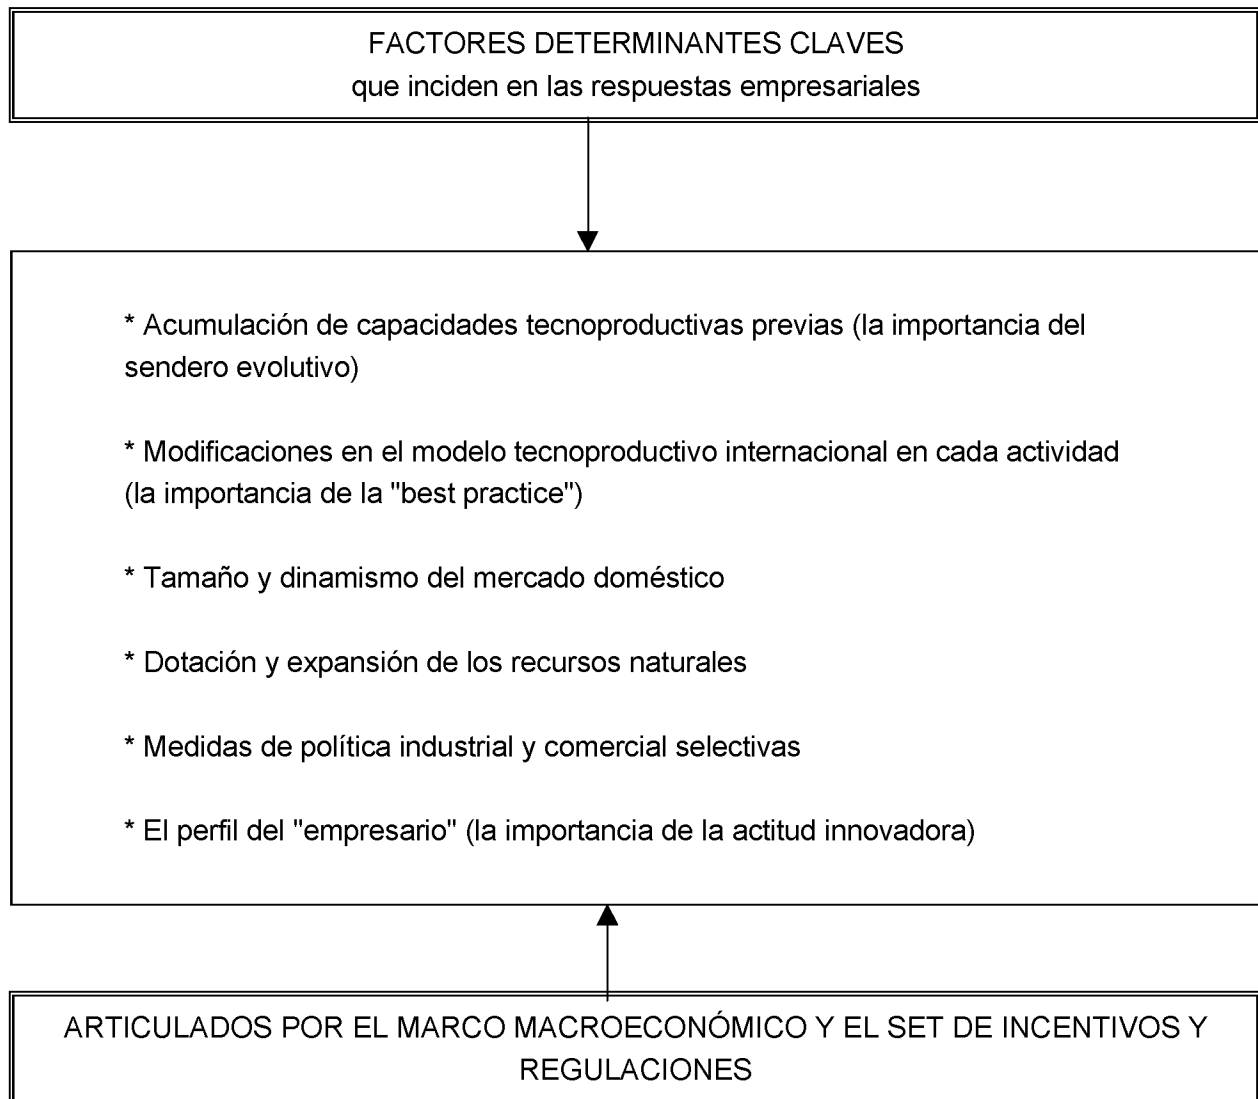 FACTORES DETERMINANTES CLAVES
que inciden en las respuestas empresariales
* Acumulación de capacidades tecnoproductivas previas (la importancia del
sendero evolutivo)
* Modificaciones en el modelo tecnoproductivo internacional en cada actividad
(la importancia de la "best practice")
* Tamaño y dinamismo del mercado doméstico
* Dotación y expansión de los recursos naturales
* Medidas de política industrial y comercial selectivas
* El perfil del "empresario" (la importancia de la actitud innovadora)
ARTICULADOS POR EL MARCO MACROECONÓMICO Y EL SET DE INCENTIVOS Y
REGULACIONES